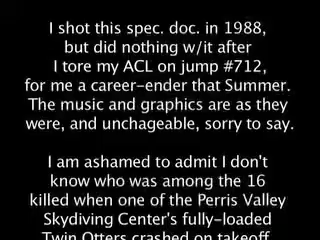 I shot this spec. doc. in 1988,
but did nothing w/it after
I tore my ACL on jump #712,
for me a career-ender that Summer.
The music and graphics are as they
were, and unchageable, sorry to say.
I am ashamed to admit I don't
know who was among the 16
killed when one of the Perris Valley
Skydiving Center's fully-loaded
Twin Otters crashed on takeoff